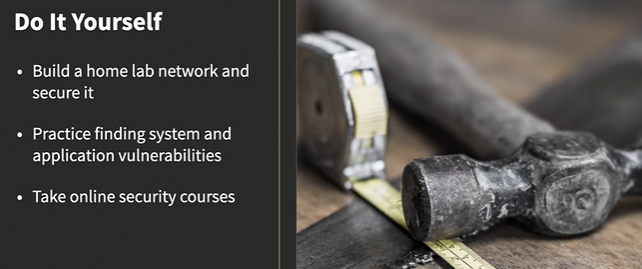 Do It Yourself
• Build a home lab network and
secure it
• Practice finding system and
application vulnerabilities
• Take online security courses